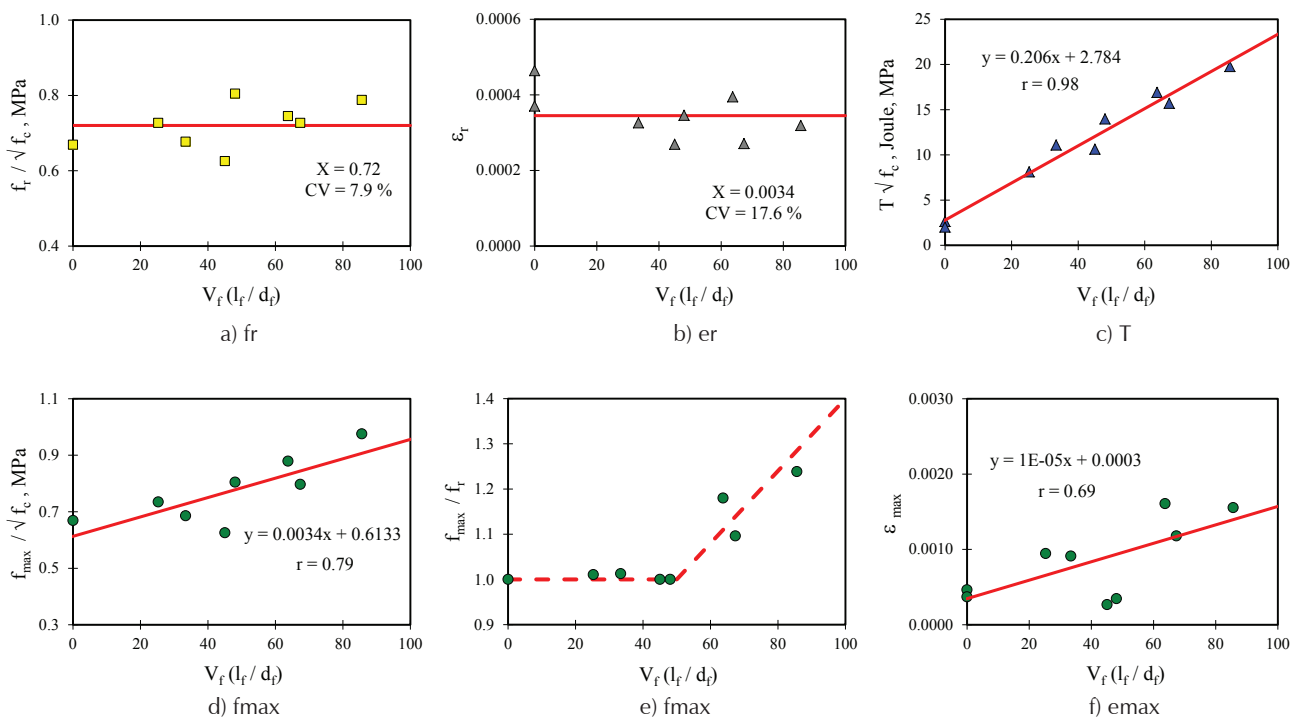 1.0
0.8
0.6
0.4
f_r / √ f_c , MPa
X = 0.72
CV = 7.9 %
0 20 40 60 80 100
V_f (l_f / d_f)
a) fr
0.0006
0.0004
0.0002
0.0000
ε_r
X = 0.0034
CV = 17.6 %
0 20 40 60 80 100
V_f (l_f / d_f)
b) er
25
20
15
10
5
0
T √ f_c , Joule, MPa
y = 0.206x + 2.784
r = 0.98
0 20 40 60 80 100
V_f (l_f / d_f)
c) T
1.1
0.9
0.7
0.5
0.3
f_max / √ f_c , MPa
y = 0.0034x + 0.6133
r = 0.79
0 20 40 60 80 100
V_f (l_f / d_f)
d) fmax
1.4
1.3
1.2
1.1
1.0
0.9
f_max / f_r
0 20 40 60 80 100
V_f (l_f / d_f)
e) fmax
0.0030
0.0020
0.0010
0.0000
ε_max
y = 1E-05x + 0.0003
r = 0.69
0 20 40 60 80 100
V_f (l_f / d_f)
f) emax